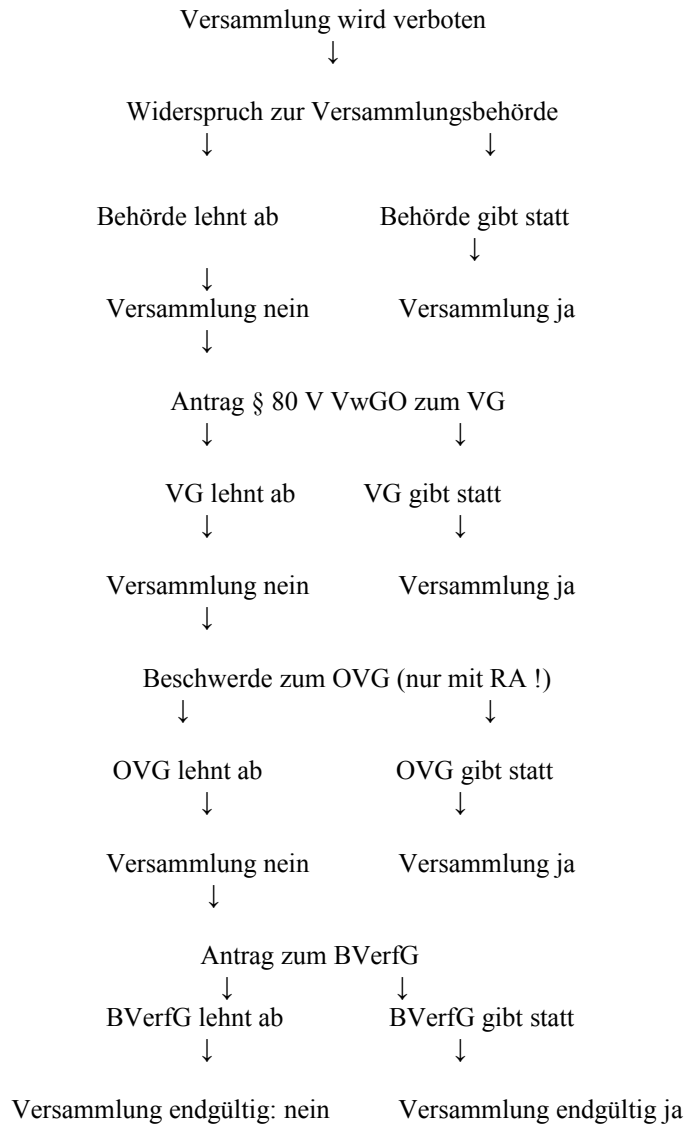 Versammlung wird verboten
↓
Widerspruch zur Versammlungsbehörde
↓ ↓
Behörde lehnt ab Behörde gibt statt
↓
↓
Versammlung nein Versammlung ja
↓
Antrag § 80 V VwGO zum VG
↓ ↓
VG lehnt ab VG gibt statt
↓ ↓
Versammlung nein Versammlung ja
↓
Beschwerde zum OVG (nur mit RA !)
↓ ↓
OVG lehnt ab OVG gibt statt
↓ ↓
Versammlung nein Versammlung ja
↓
Antrag zum BVerfG
↓ ↓
BVerfG lehnt ab BVerfG gibt statt
↓ ↓
Versammlung endgültig: nein Versammlung endgültig ja